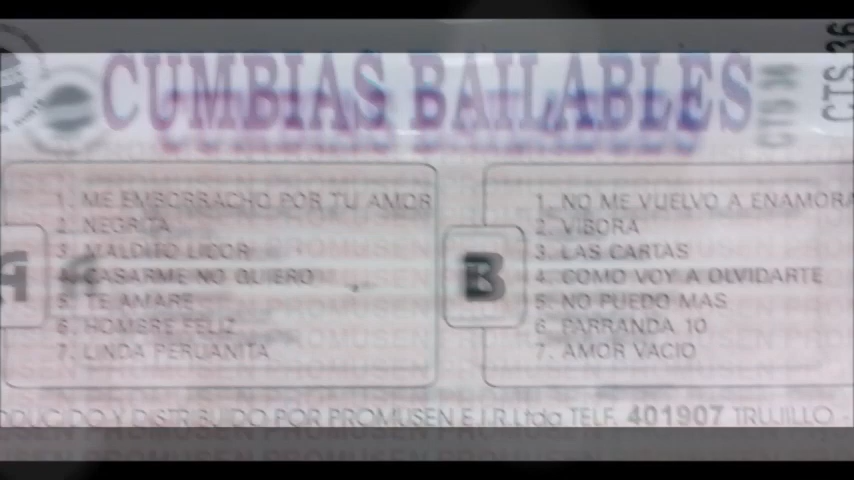 CUMBIAS BAILABLES
CTS 36
A
1. ME EMBORRACHO POR TU AMOR
2. NEGRITA
3. MALDITO LICOR
4. CASARME NO QUIERO
5. TE AMARE
6. HOMBRE FELIZ
7. LINDA PERUANITA
B
1. NO ME VUELVO A ENAMORA
2. VIBORA
3. LAS CARTAS
4. COMO VOY A OLVIDARTE
5. NO PUEDO MAS
6. PARRANDA 10
7. AMOR VACIO
DUCIDO Y DISTRIBUIDO POR PROMUSEN E.I.R.Ltda TELF. 401907 TRUJILLO -